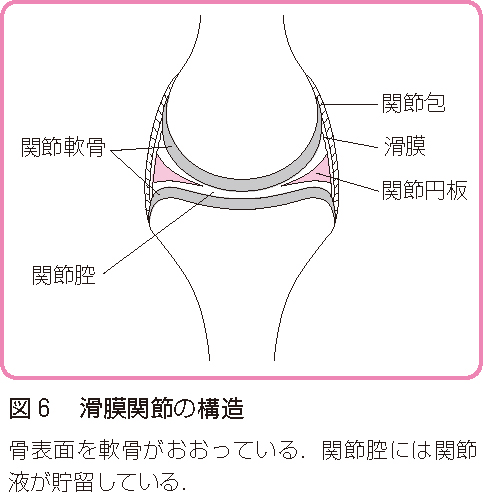 関節包
関節軟骨
滑膜
関節円板
関節腔
図6 滑膜関節の構造
骨表面を軟骨がおおっている．関節腔には関節
液が貯留している．